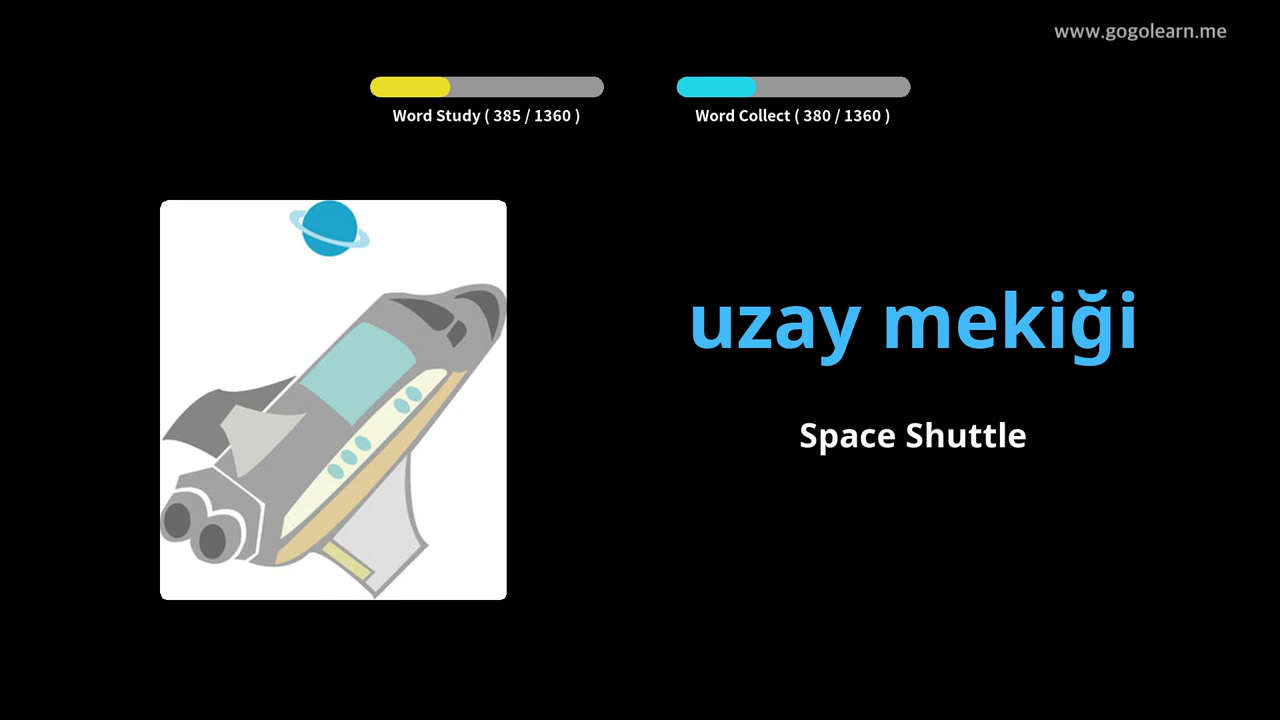 www.gogolearn.me
Word Study ( 385 / 1360 )
Word Collect ( 380 / 1360 )
uzay mekiği
Space Shuttle